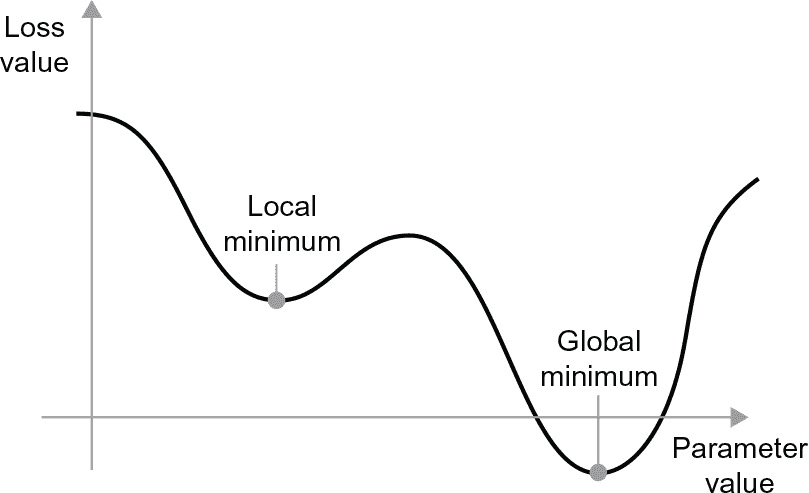 Loss
value
Local
minimum
Global
minimum
Parameter
value